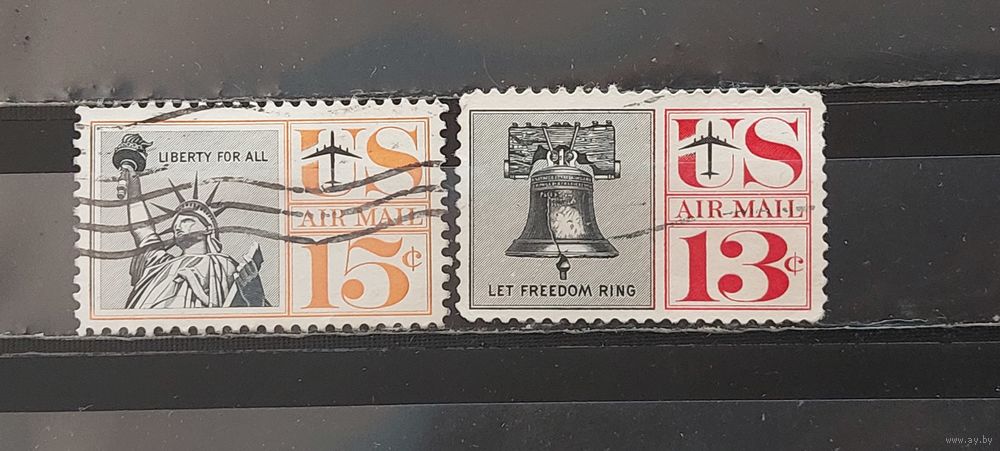 LIBERTY FOR ALL
US
AIR MAIL
15¢
LET FREEDOM RING
US
AIR MAIL
13¢
www.ay.by